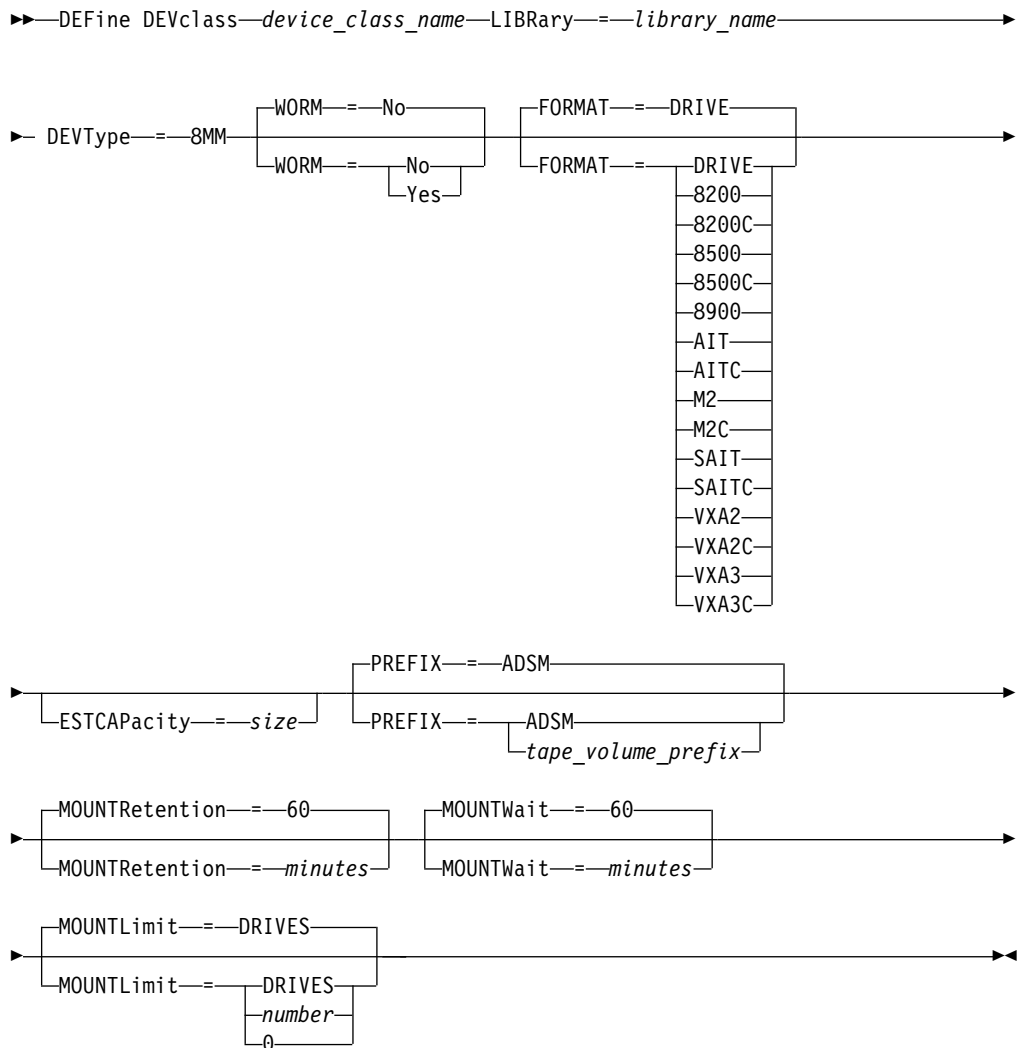 DEFine DEVclass device_class_name LIBRary = library_name
WORM = No FORMAT = DRIVE
DEVType = 8MM
WORM = No FORMAT = DRIVE
Yes 8200
8200C
8500
8500C
8900
AIT
AITC
M2
M2C
SAIT
SAITC
VXA2
VXA2C
VXA3
VXA3C
PREFIX = ADSM
ESTCAPacity = size PREFIX = ADSM
tape_volume_prefix
MOUNTRetention = 60 MOUNTWait = 60
MOUNTRetention = minutes MOUNTWait = minutes
MOUNTLimit = DRIVES
MOUNTLimit = DRIVES
number
0